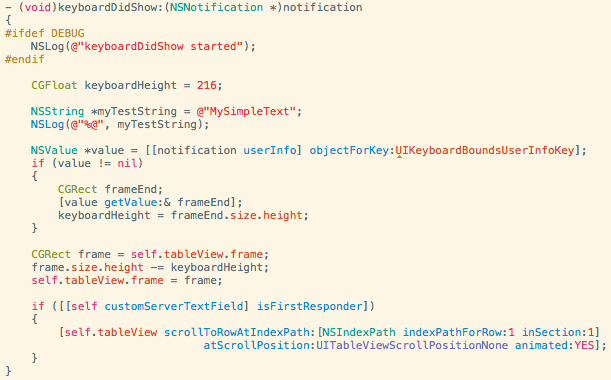 - (void)keyboardDidShow:(NSNotification *)notification
{
#ifdef DEBUG
    NSLog(@"keyboardDidShow started");
#endif

    CGFloat keyboardHeight = 216;

    NSString *myTestString = @"MySimpleText";
    NSLog(@"%@", myTestString);

    NSValue *value = [[notification userInfo] objectForKey:UIKeyboardBoundsUserInfoKey];
    if (value != nil)
    {
        CGRect frameEnd;
        [value getValue:& frameEnd];
        keyboardHeight = frameEnd.size.height;
    }

    CGRect frame = self.tableView.frame;
    frame.size.height -= keyboardHeight;
    self.tableView.frame = frame;

    if ([[self customServerTextField] isFirstResponder])
    {
        [self.tableView scrollToRowAtIndexPath:[NSIndexPath indexPathForRow:1 inSection:1]
                              atScrollPosition:UITableViewScrollPositionNone animated:YES];
    }
}